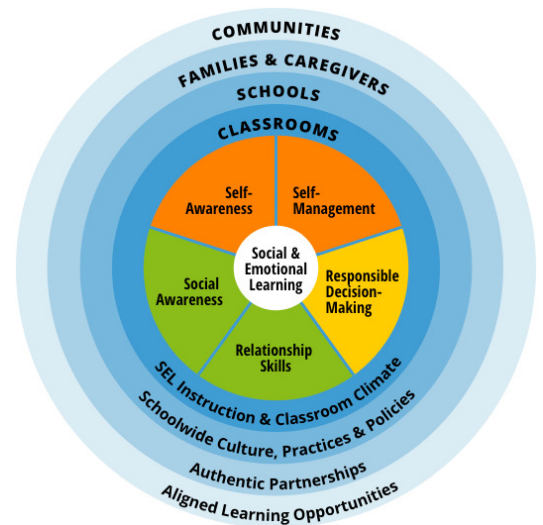 COMMUNITIES
FAMILIES & CAREGIVERS
SCHOOLS
CLASSROOMS
Self-
Awareness
Self-
Management
Social &
Emotional
Learning
Social
Awareness
Responsible
Decision-
Making
Relationship
Skills
SEL Instruction & Classroom Climate
Schoolwide Culture, Practices & Policies
Authentic Partnerships
Aligned Learning Opportunities